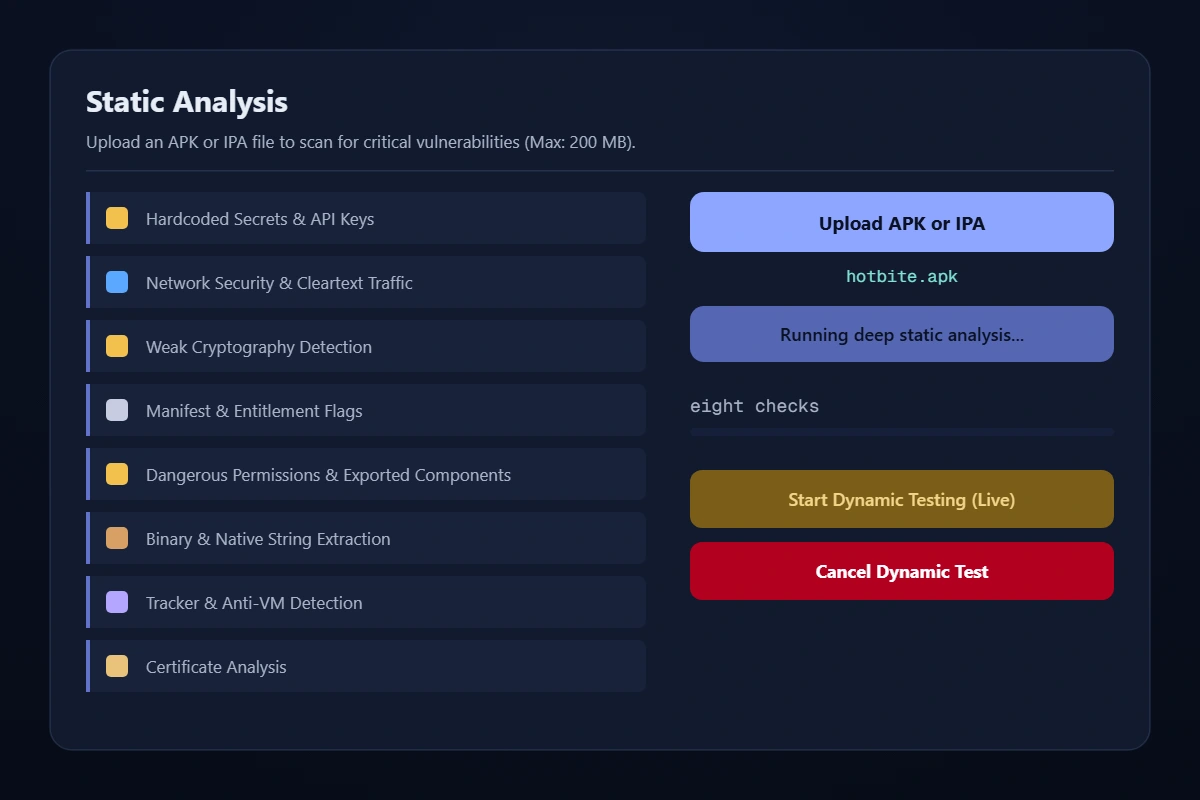 Static Analysis
Upload an APK or IPA file to scan for critical vulnerabilities (Max: 200 MB).
Hardcoded Secrets & API Keys
Network Security & Cleartext Traffic
Weak Cryptography Detection
Manifest & Entitlement Flags
Dangerous Permissions & Exported Components
Binary & Native String Extraction
Tracker & Anti-VM Detection
Certificate Analysis
Upload APK or IPA
hotbite.apk
Running deep static analysis...
eight checks
Start Dynamic Testing (Live)
Cancel Dynamic Test